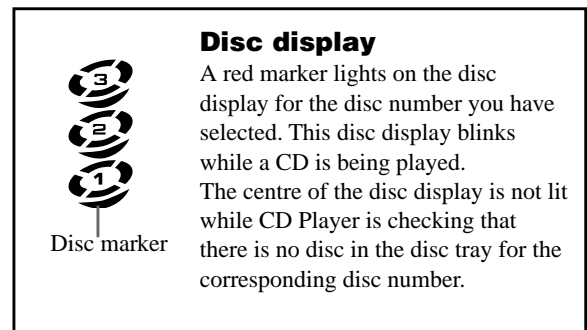 Disc display
A red marker lights on the disc
display for the disc number you have
selected. This disc display blinks
while a CD is being played.
The centre of the disc display is not lit
while CD Player is checking that
there is no disc in the disc tray for the
corresponding disc number.
3
2
1
Disc marker